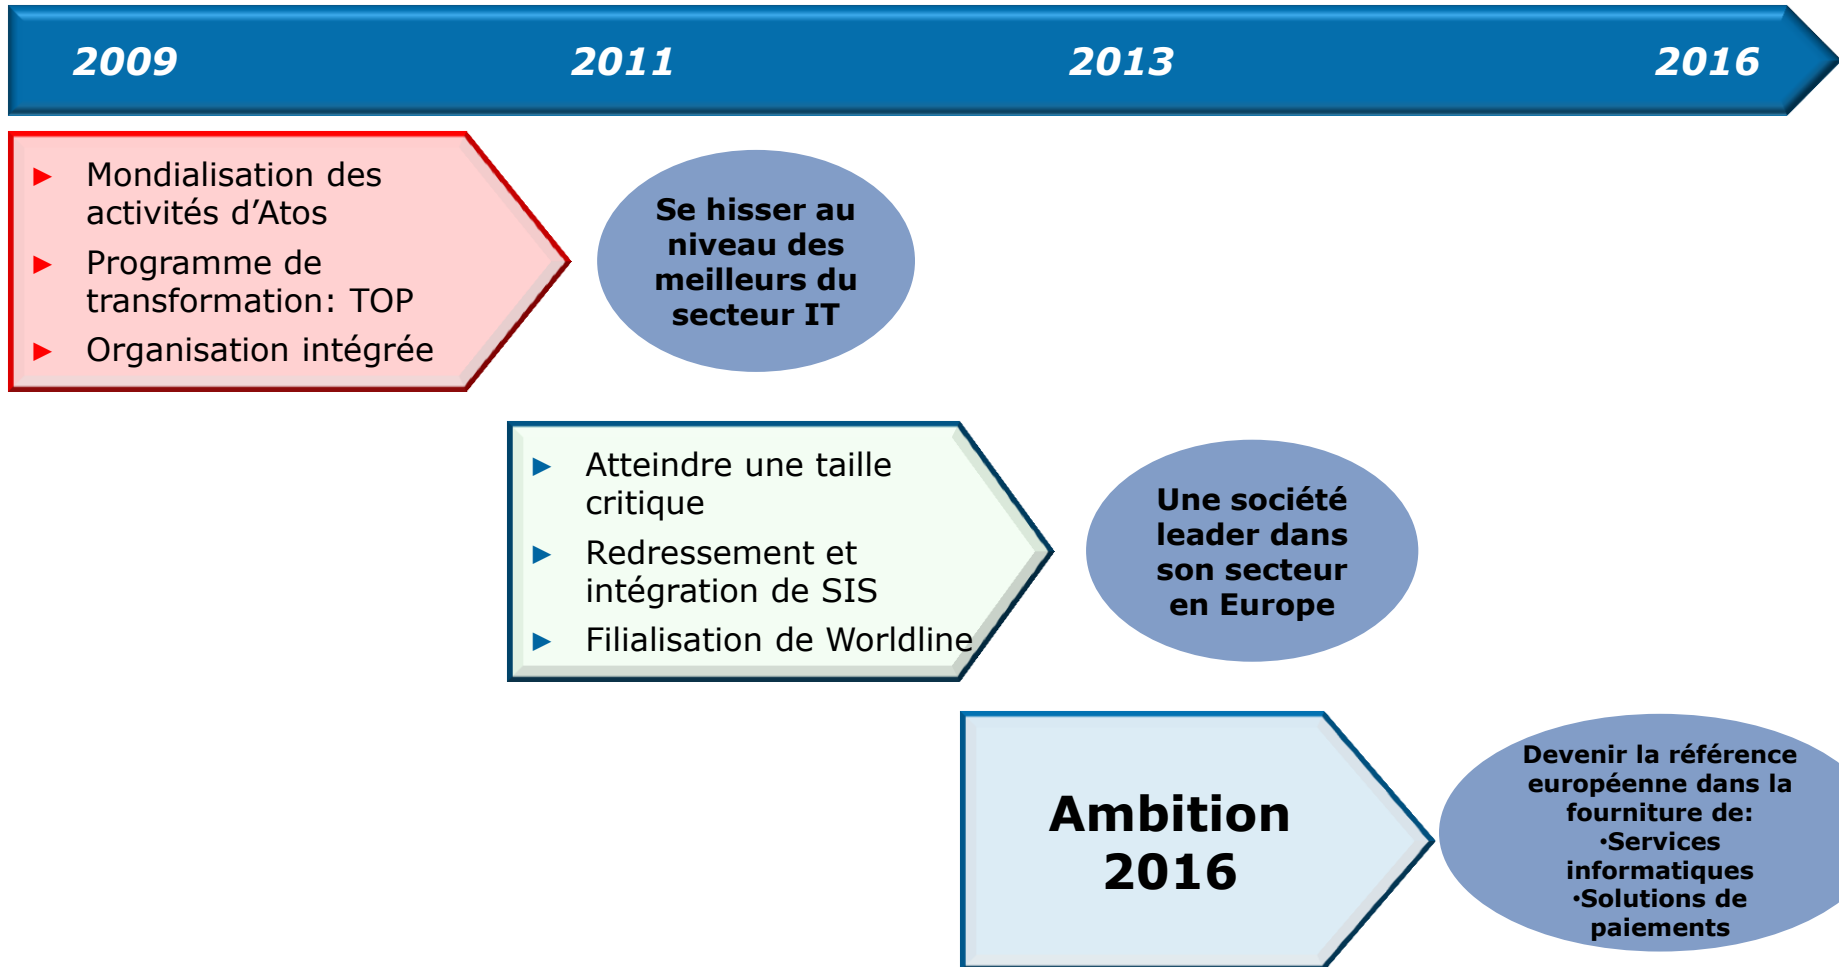 2009 2011 2013 2016
► Mondialisation des
activités d’Atos
► Programme de
transformation: TOP
► Organisation intégrée
Se hisser au
niveau des
meilleurs du
secteur IT
► Atteindre une taille
critique
► Redressement et
intégration de SIS
► Filialisation de Worldline
Une société
leader dans
son secteur
en Europe
Ambition
2016
Devenir la référence
européenne dans la
fourniture de:
•Services
informatiques
•Solutions de
paiements